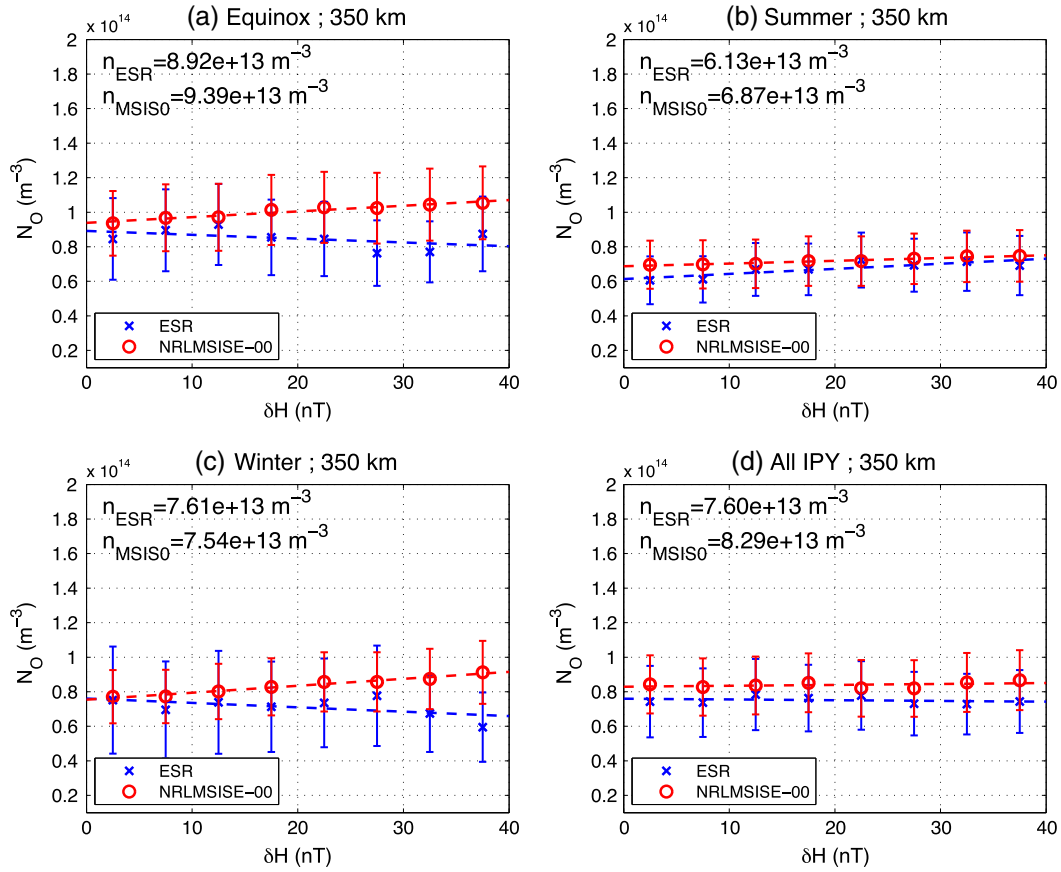 (a) Equinox ; 350 km
x 10^14
n_ESR=8.92e+13 m^−3
n_MSIS0=9.39e+13 m^−3
N_O (m^−3)
2
1.8
1.6
1.4
1.2
1
0.8
0.6
0.4
0.2
ESR
NRLMSISE−00
0 10 20 30 40
δH (nT)
(b) Summer ; 350 km
x 10^14
n_ESR=6.13e+13 m^−3
n_MSIS0=6.87e+13 m^−3
N_O (m^−3)
2
1.8
1.6
1.4
1.2
1
0.8
0.6
0.4
0.2
ESR
NRLMSISE−00
0 10 20 30 40
δH (nT)
(c) Winter ; 350 km
x 10^14
n_ESR=7.61e+13 m^−3
n_MSIS0=7.54e+13 m^−3
N_O (m^−3)
2
1.8
1.6
1.4
1.2
1
0.8
0.6
0.4
0.2
ESR
NRLMSISE−00
0 10 20 30 40
δH (nT)
(d) All IPY ; 350 km
x 10^14
n_ESR=7.60e+13 m^−3
n_MSIS0=8.29e+13 m^−3
N_O (m^−3)
2
1.8
1.6
1.4
1.2
1
0.8
0.6
0.4
0.2
ESR
NRLMSISE−00
0 10 20 30 40
δH (nT)